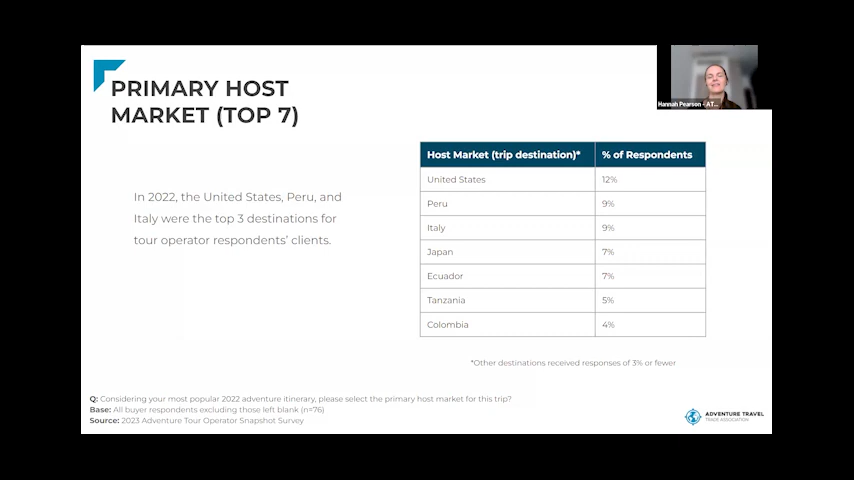 PRIMARY HOST
MARKET (TOP 7)
Hannah Pearson - AT...
In 2022, the United States, Peru, and
Italy were the top 3 destinations for
tour operator respondents' clients.
Host Market (trip destination)* % of Respondents
United States 12%
Peru 9%
Italy 9%
Japan 7%
Ecuador 7%
Tanzania 5%
Colombia 4%
*Other destinations received responses of 3% or fewer
Q: Considering your most popular 2022 adventure itinerary, please select the primary host market for this trip?
Base: All buyer respondents excluding those left blank (n=76)
Source: 2023 Adventure Tour Operator Snapshot Survey
ADVENTURE TRAVEL
TRADE ASSOCIATION